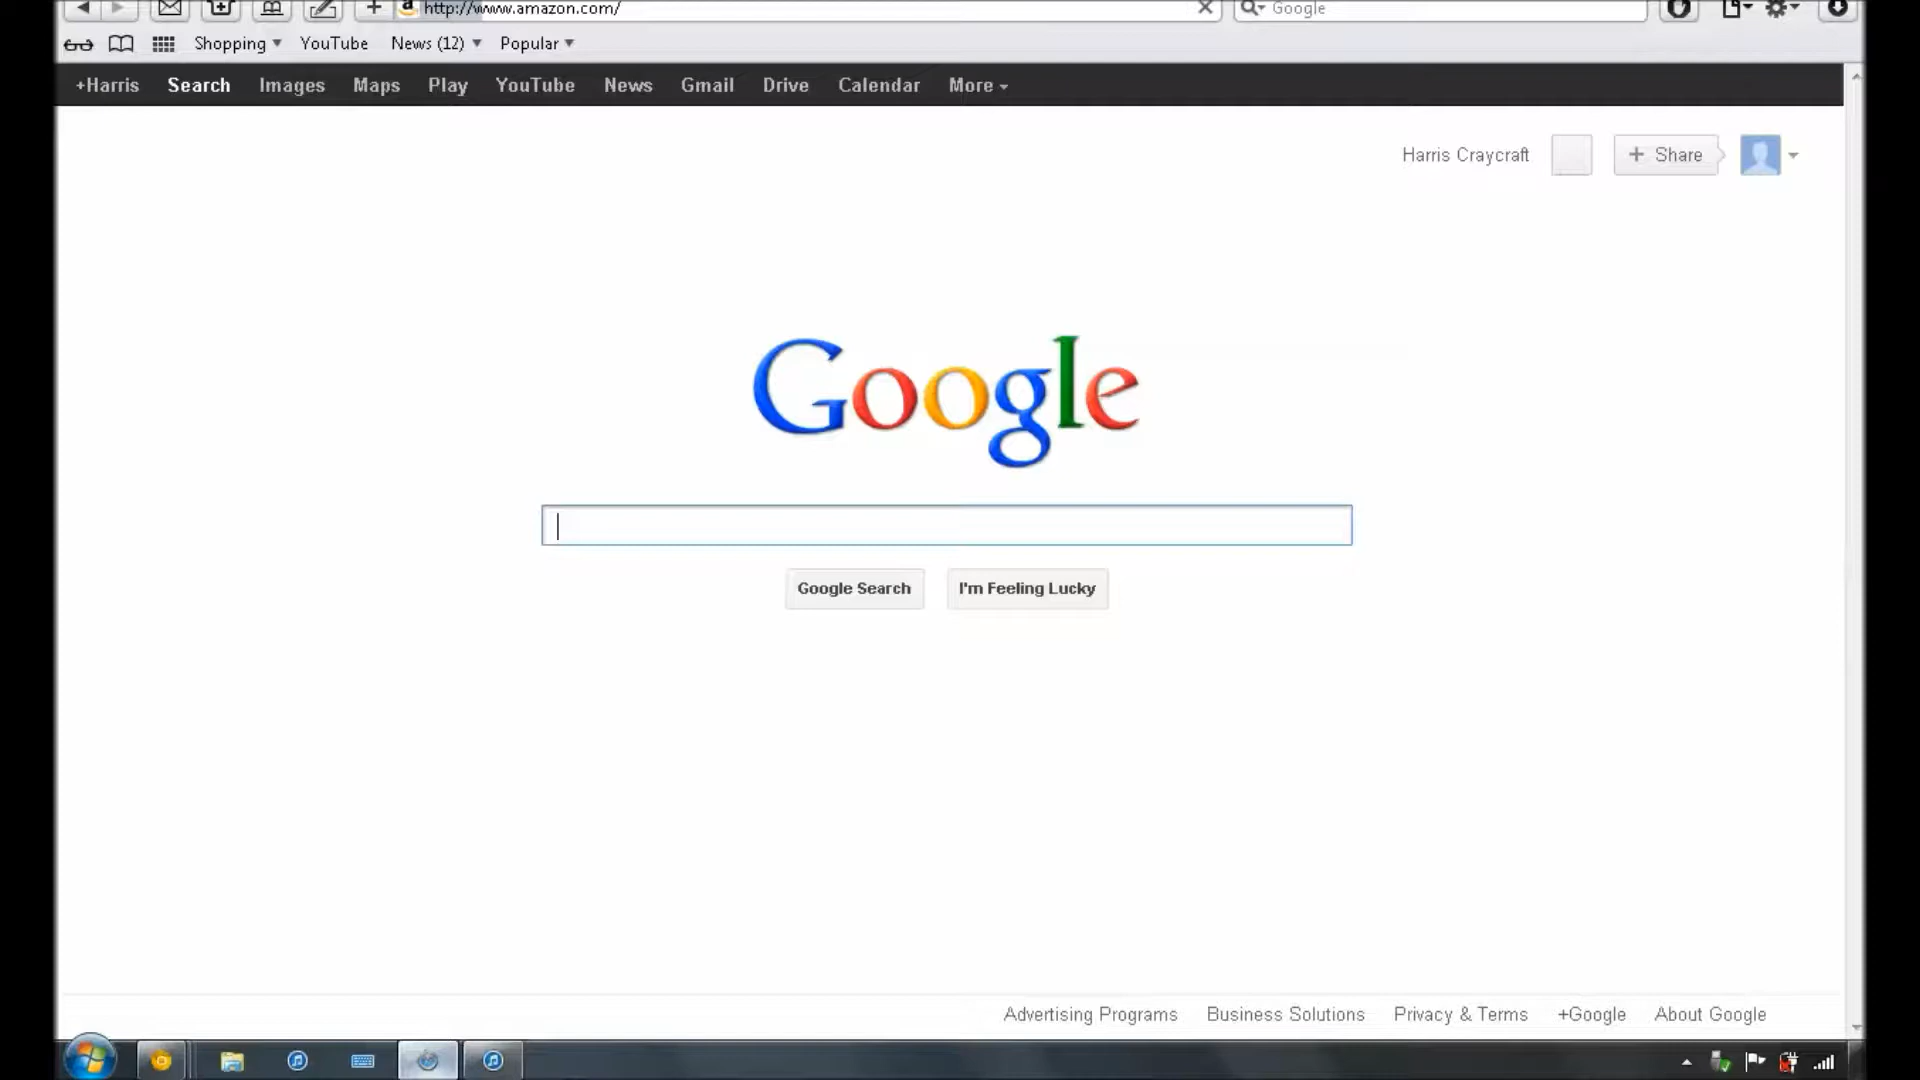 http://www.amazon.com/ Google
Shopping YouTube News (12) Popular
+Harris Search Images Maps Play YouTube News Gmail Drive Calendar More
Harris Craycraft + Share
Google
Google Search I'm Feeling Lucky
Advertising Programs Business Solutions Privacy & Terms +Google About Google